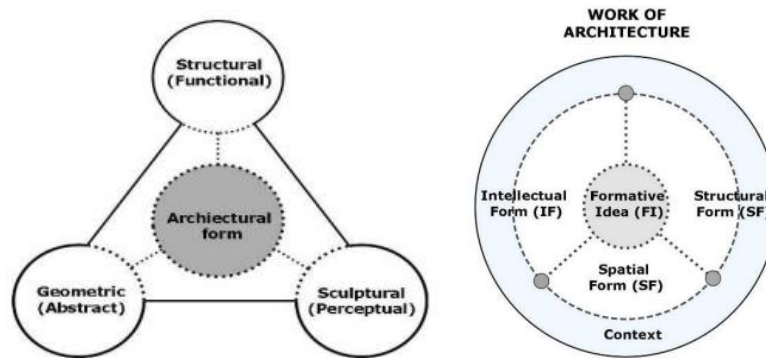 Structural
(Functional)
Archiectural
form
Geometric
(Abstract)
Sculptural
(Perceptual)
WORK OF
ARCHITECTURE
Intellectual
Form (IF)
Formative
Idea (FI)
Structural
Form (SF)
Spatial
Form (SF)
Context